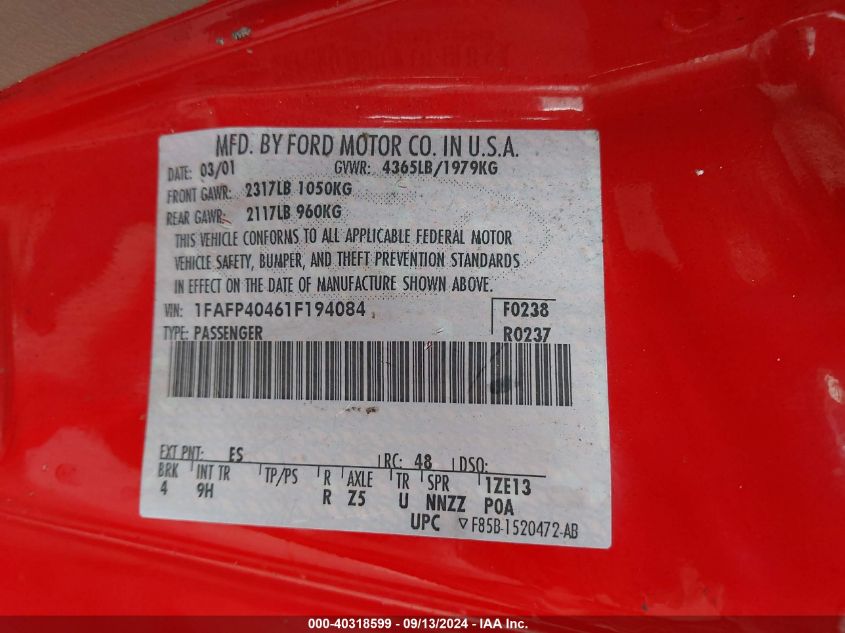 MFD. BY FORD MOTOR CO. IN U.S.A.
DATE: 03/01 GVWR: 4365LB/1979KG
FRONT GAWR: 2317LB 1050KG
REAR GAWR: 2117LB 960KG
THIS VEHICLE CONFORMS TO ALL APPLICABLE FEDERAL MOTOR
VEHICLE SAFETY, BUMPER, AND THEFT PREVENTION STANDARDS
IN EFFECT ON THE DATE OF MANUFACTURE SHOWN ABOVE.
VIN: 1FAFP40461F194084 F0238
TYPE: PASSENGER R0237
EXT PNT: ES RC: 48 DSO:
BRK INT TR TP/PS R AXLE TR SPR 1ZE13
4 9H R Z5 U NNZZ P0A
UPC ▽F85B-1520472-AB
000-40318599 - 09/13/2024 - IAA Inc.